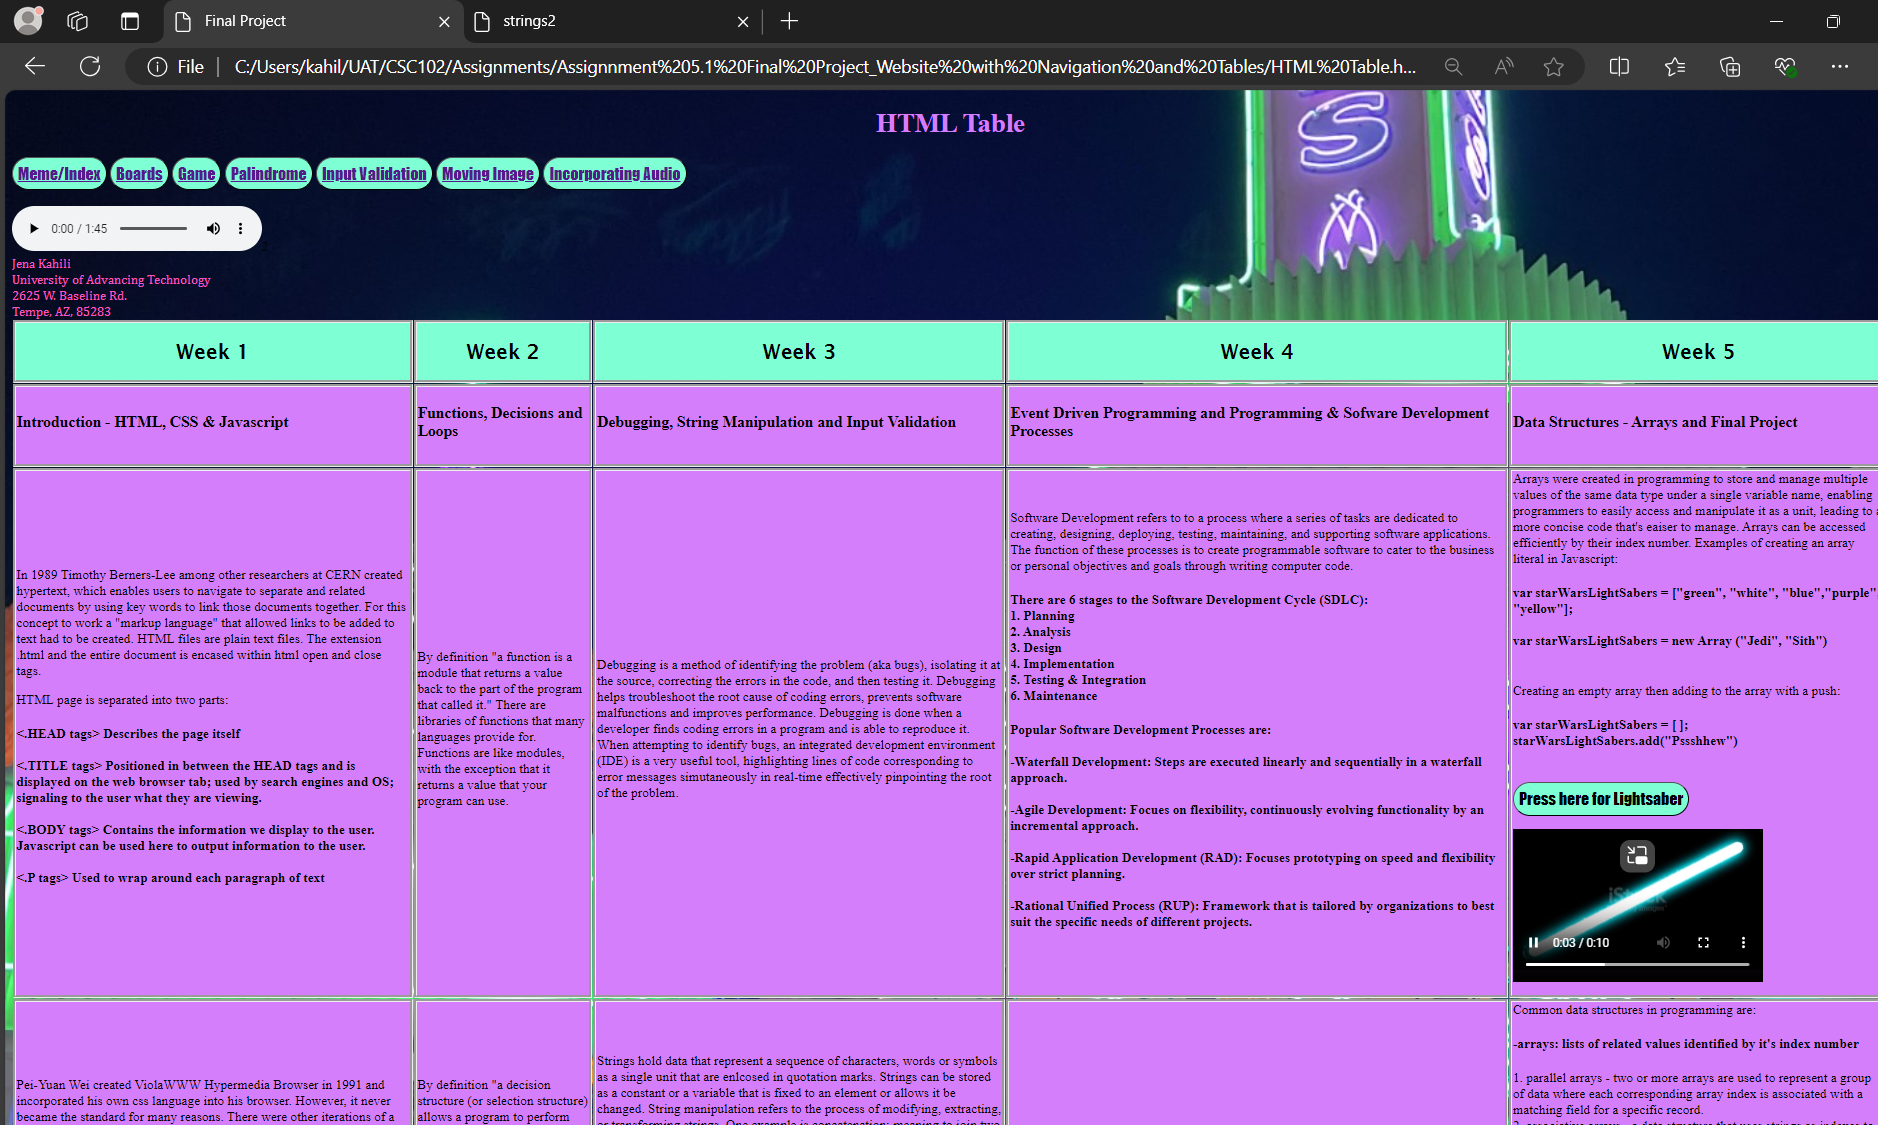 Final Project
strings2
File
C:/Users/kahil/UAT/CSC102/Assignments/Assignnment%205.1%20Final%20Project_Website%20with%20Navigation%20and%20Tables/HTML%20Table.h...
HTML Table
Meme/Index Boards Game Palindrome Input Validation Moving Image Incorporating Audio
0:00 / 1:45
Jena Kahili
University of Advancing Technology
2625 W. Baseline Rd.
Tempe, AZ, 85283
Week 1
Week 2
Week 3
Week 4
Week 5
Introduction - HTML, CSS & Javascript
Functions, Decisions and
Loops
Debugging, String Manipulation and Input Validation
Event Driven Programming and Programming & Sofware Development
Processes
Data Structures - Arrays and Final Project
In 1989 Timothy Berners-Lee among other researchers at CERN created
hypertext, which enables users to navigate to separate and related
documents by using key words to link those documents together. For this
concept to work a "markup language" that allowed links to be added to
text had to be created. HTML files are plain text files. The extension
.html and the entire document is encased within html open and close
tags.
HTML page is separated into two parts:
<.HEAD tags> Describes the page itself
<.TITLE tags> Positioned in between the HEAD tags and is
displayed on the web browser tab; used by search engines and OS;
signaling to the user what they are viewing.
<.BODY tags> Contains the information we display to the user.
Javascript can be used here to output information to the user.
<.P tags> Used to wrap around each paragraph of text
By definition "a function is a
module that returns a value
back to the part of the program
that called it." There are
libraries of functions that many
languages provide for.
Functions are like modules,
with the exception that it
returns a value that your
program can use.
Debugging is a method of identifying the problem (aka bugs), isolating it at
the source, correcting the errors in the code, and then testing it. Debugging
helps troubleshoot the root cause of coding errors, prevents software
malfunctions and improves performance. Debugging is done when a
developer finds coding errors in a program and is able to reproduce it.
When attempting to identify bugs, an integrated development environment
(IDE) is a very useful tool, highlighting lines of code corresponding to
error messages simutaneously in real-time effectively pinpointing the root
of the problem.
Software Development refers to to a process where a series of tasks are dedicated to
creating, designing, deploying, testing, maintaining, and supporting software applications.
The function of these processes is to create programmable software to cater to the business
or personal objectives and goals through writing computer code.
There are 6 stages to the Software Development Cycle (SDLC):
1. Planning
2. Analysis
3. Design
4. Implementation
5. Testing & Integration
6. Maintenance
Popular Software Development Processes are:
-Waterfall Development: Steps are executed linearly and sequentially in a waterfall
approach.
-Agile Development: Focues on flexibility, continuously evolving functionality by an
incremental approach.
-Rapid Application Development (RAD): Focuses prototyping on speed and flexibility
over strict planning.
-Rational Unified Process (RUP): Framework that is tailored by organizations to best
suit the specific needs of different projects.
Arrays were created in programming to store and manage multiple
values of the same data type under a single variable name, enabling
programmers to easily access and manipulate it as a unit, leading to a
more concise code that's eaiser to manage. Arrays can be accessed
efficiently by their index number. Examples of creating an array
literal in Javascript:
var starWarsLightSabers = ["green", "white", "blue","purple"
"yellow"];
var starWarsLightSabers = new Array ("Jedi", "Sith")
Creating an empty array then adding to the array with a push:
var starWarsLightSabers = [ ];
starWarsLightSabers.add("Pssshhew")
Press here for Lightsaber
0:03 / 0:10
Pei-Yuan Wei created ViolaWWW Hypermedia Browser in 1991 and
incorporated his own css language into his browser. However, it never
became the standard for many reasons. There were other iterations of a
By definition "a decision
structure (or selection structure)
allows a program to perform
Strings hold data that represent a sequence of characters, words or symbols
as a single unit that are enlcosed in quotation marks. Strings can be stored
as a constant or a variable that is fixed to an element or allows it be
changed. String manipulation refers to the process of modifying, extracting,
or transforming strings. One example is concatenation; meaning to join two
Common data structures in programming are:
-arrays: lists of related values identified by it's index number
1. parallel arrays - two or more arrays are used to represent a group
of data where each corresponding array index is associated with a
matching field for a specific record.